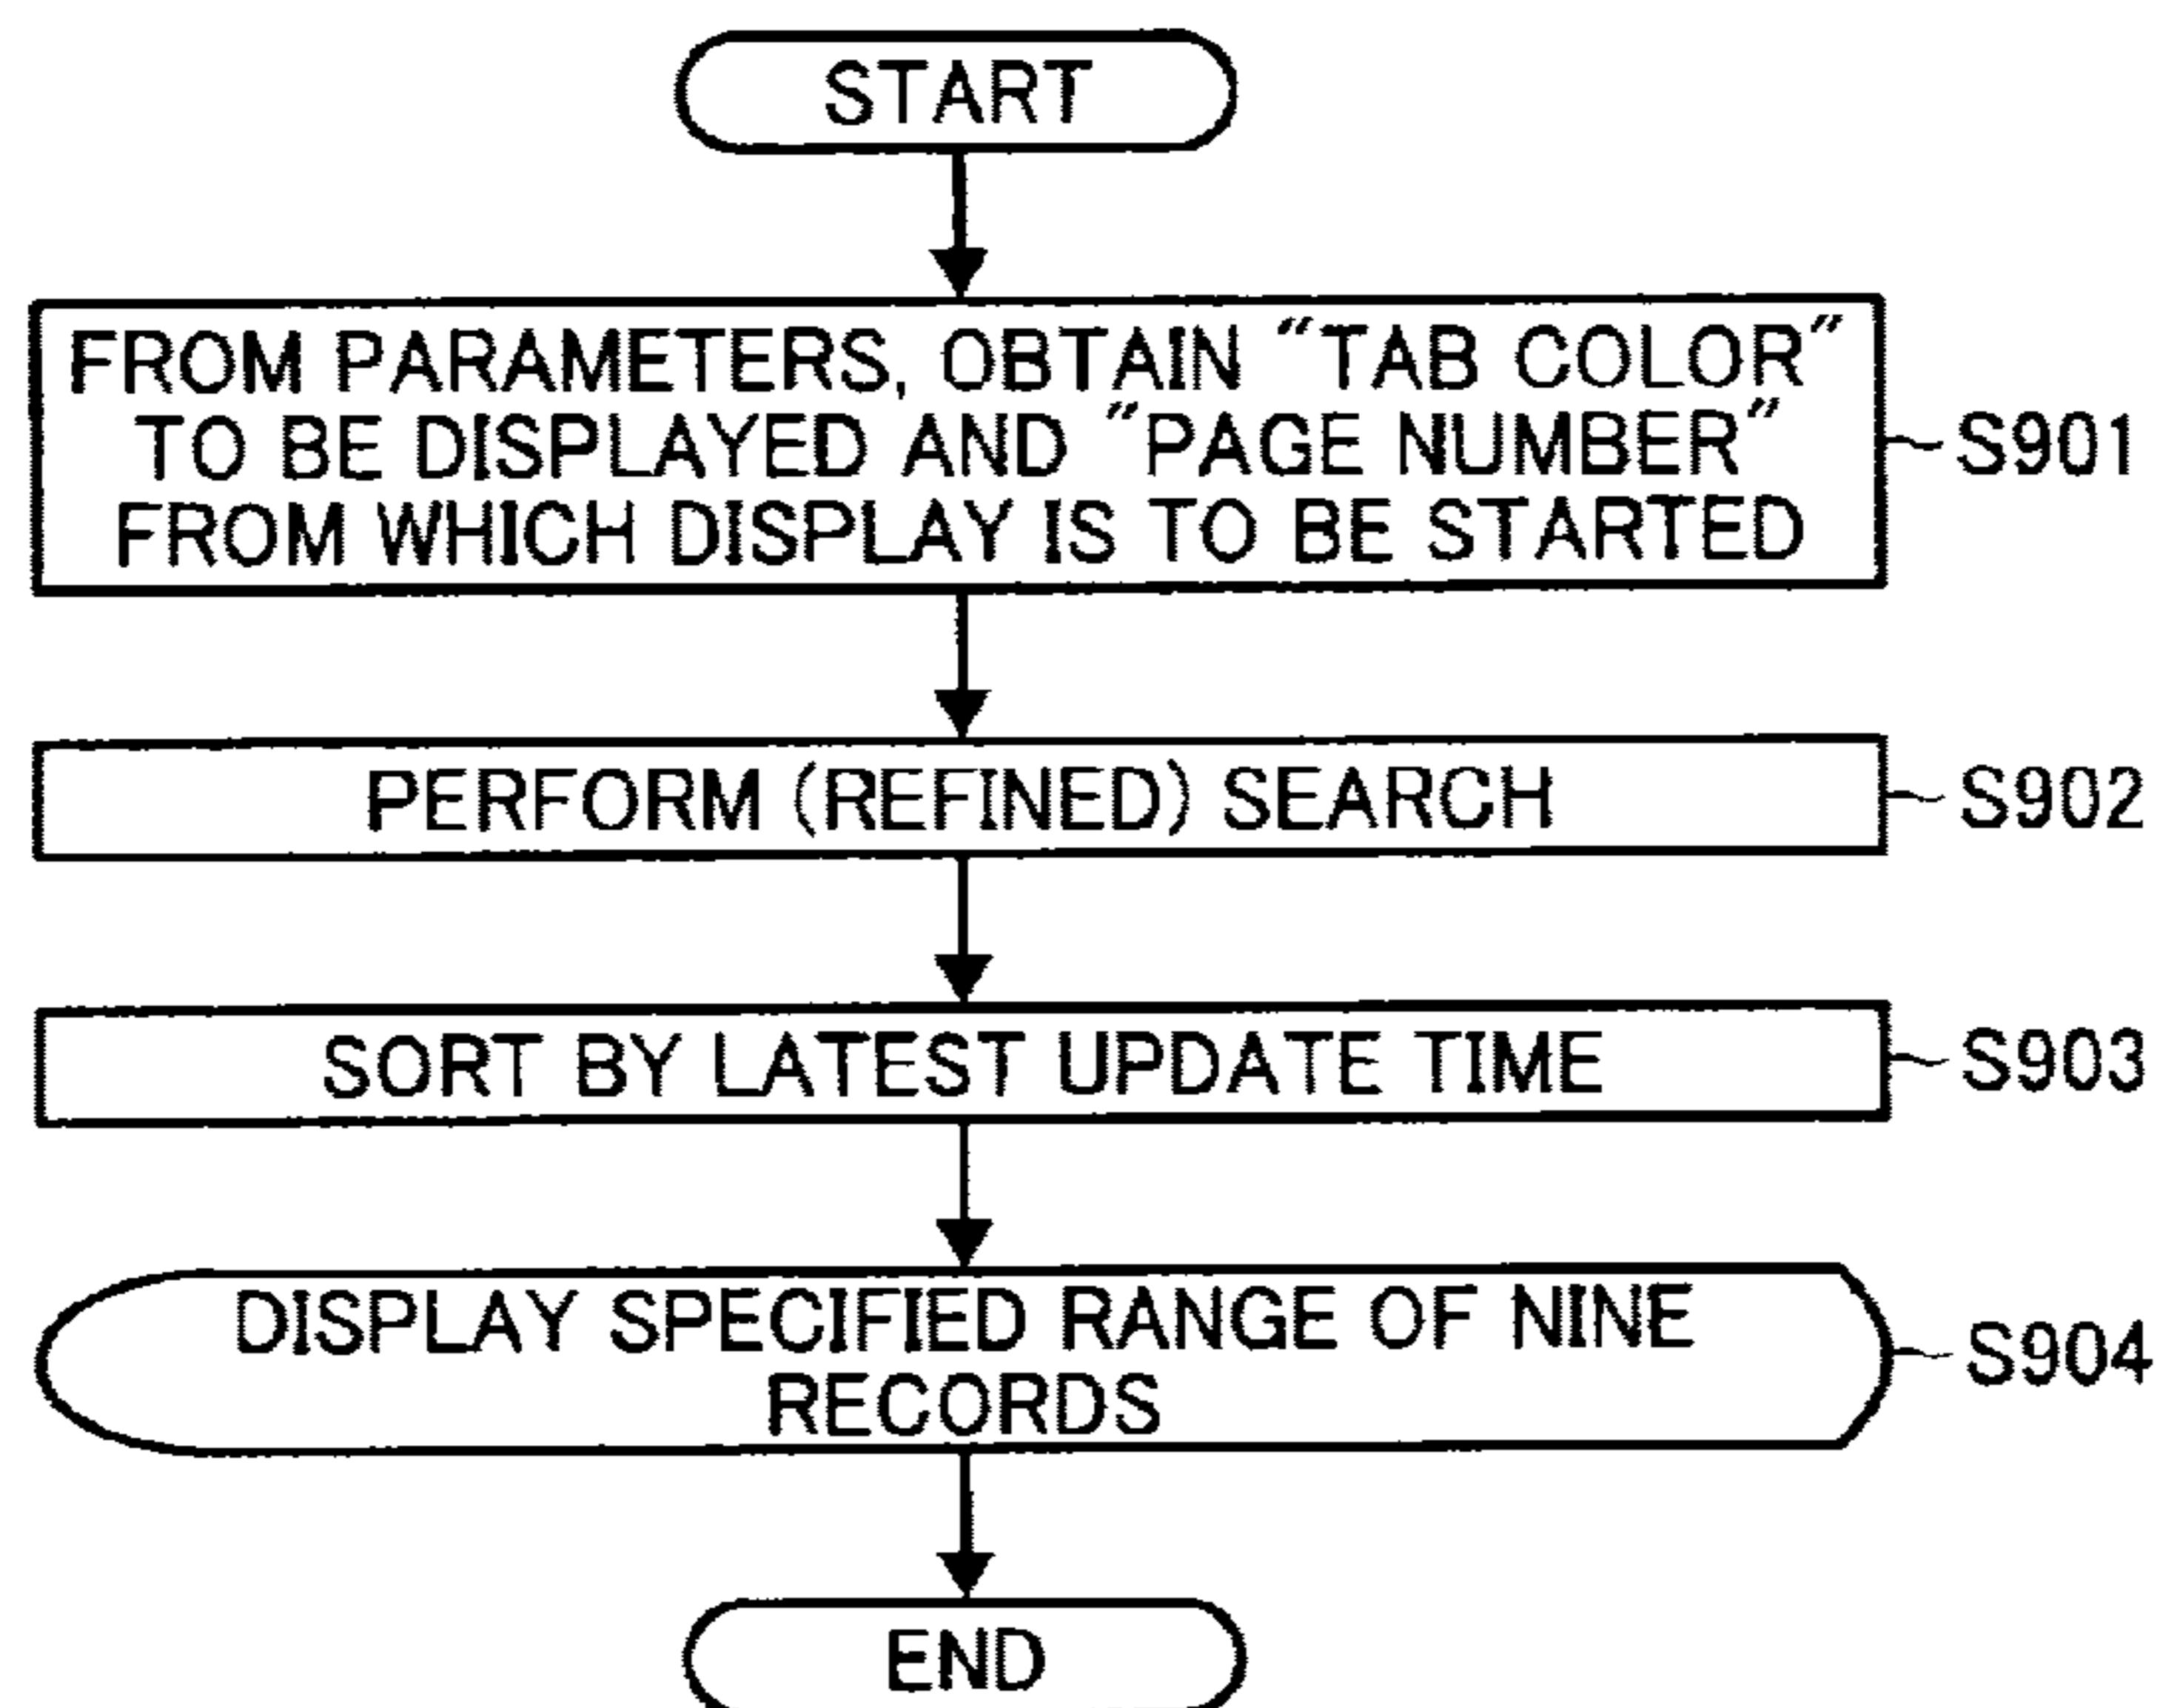 START
FROM PARAMETERS, OBTAIN "TAB COLOR"
TO BE DISPLAYED AND "PAGE NUMBER"
FROM WHICH DISPLAY IS TO BE STARTED
S901
PERFORM (REFINED) SEARCH
S902
SORT BY LATEST UPDATE TIME
S903
DISPLAY SPECIFIED RANGE OF NINE
RECORDS
S904
END